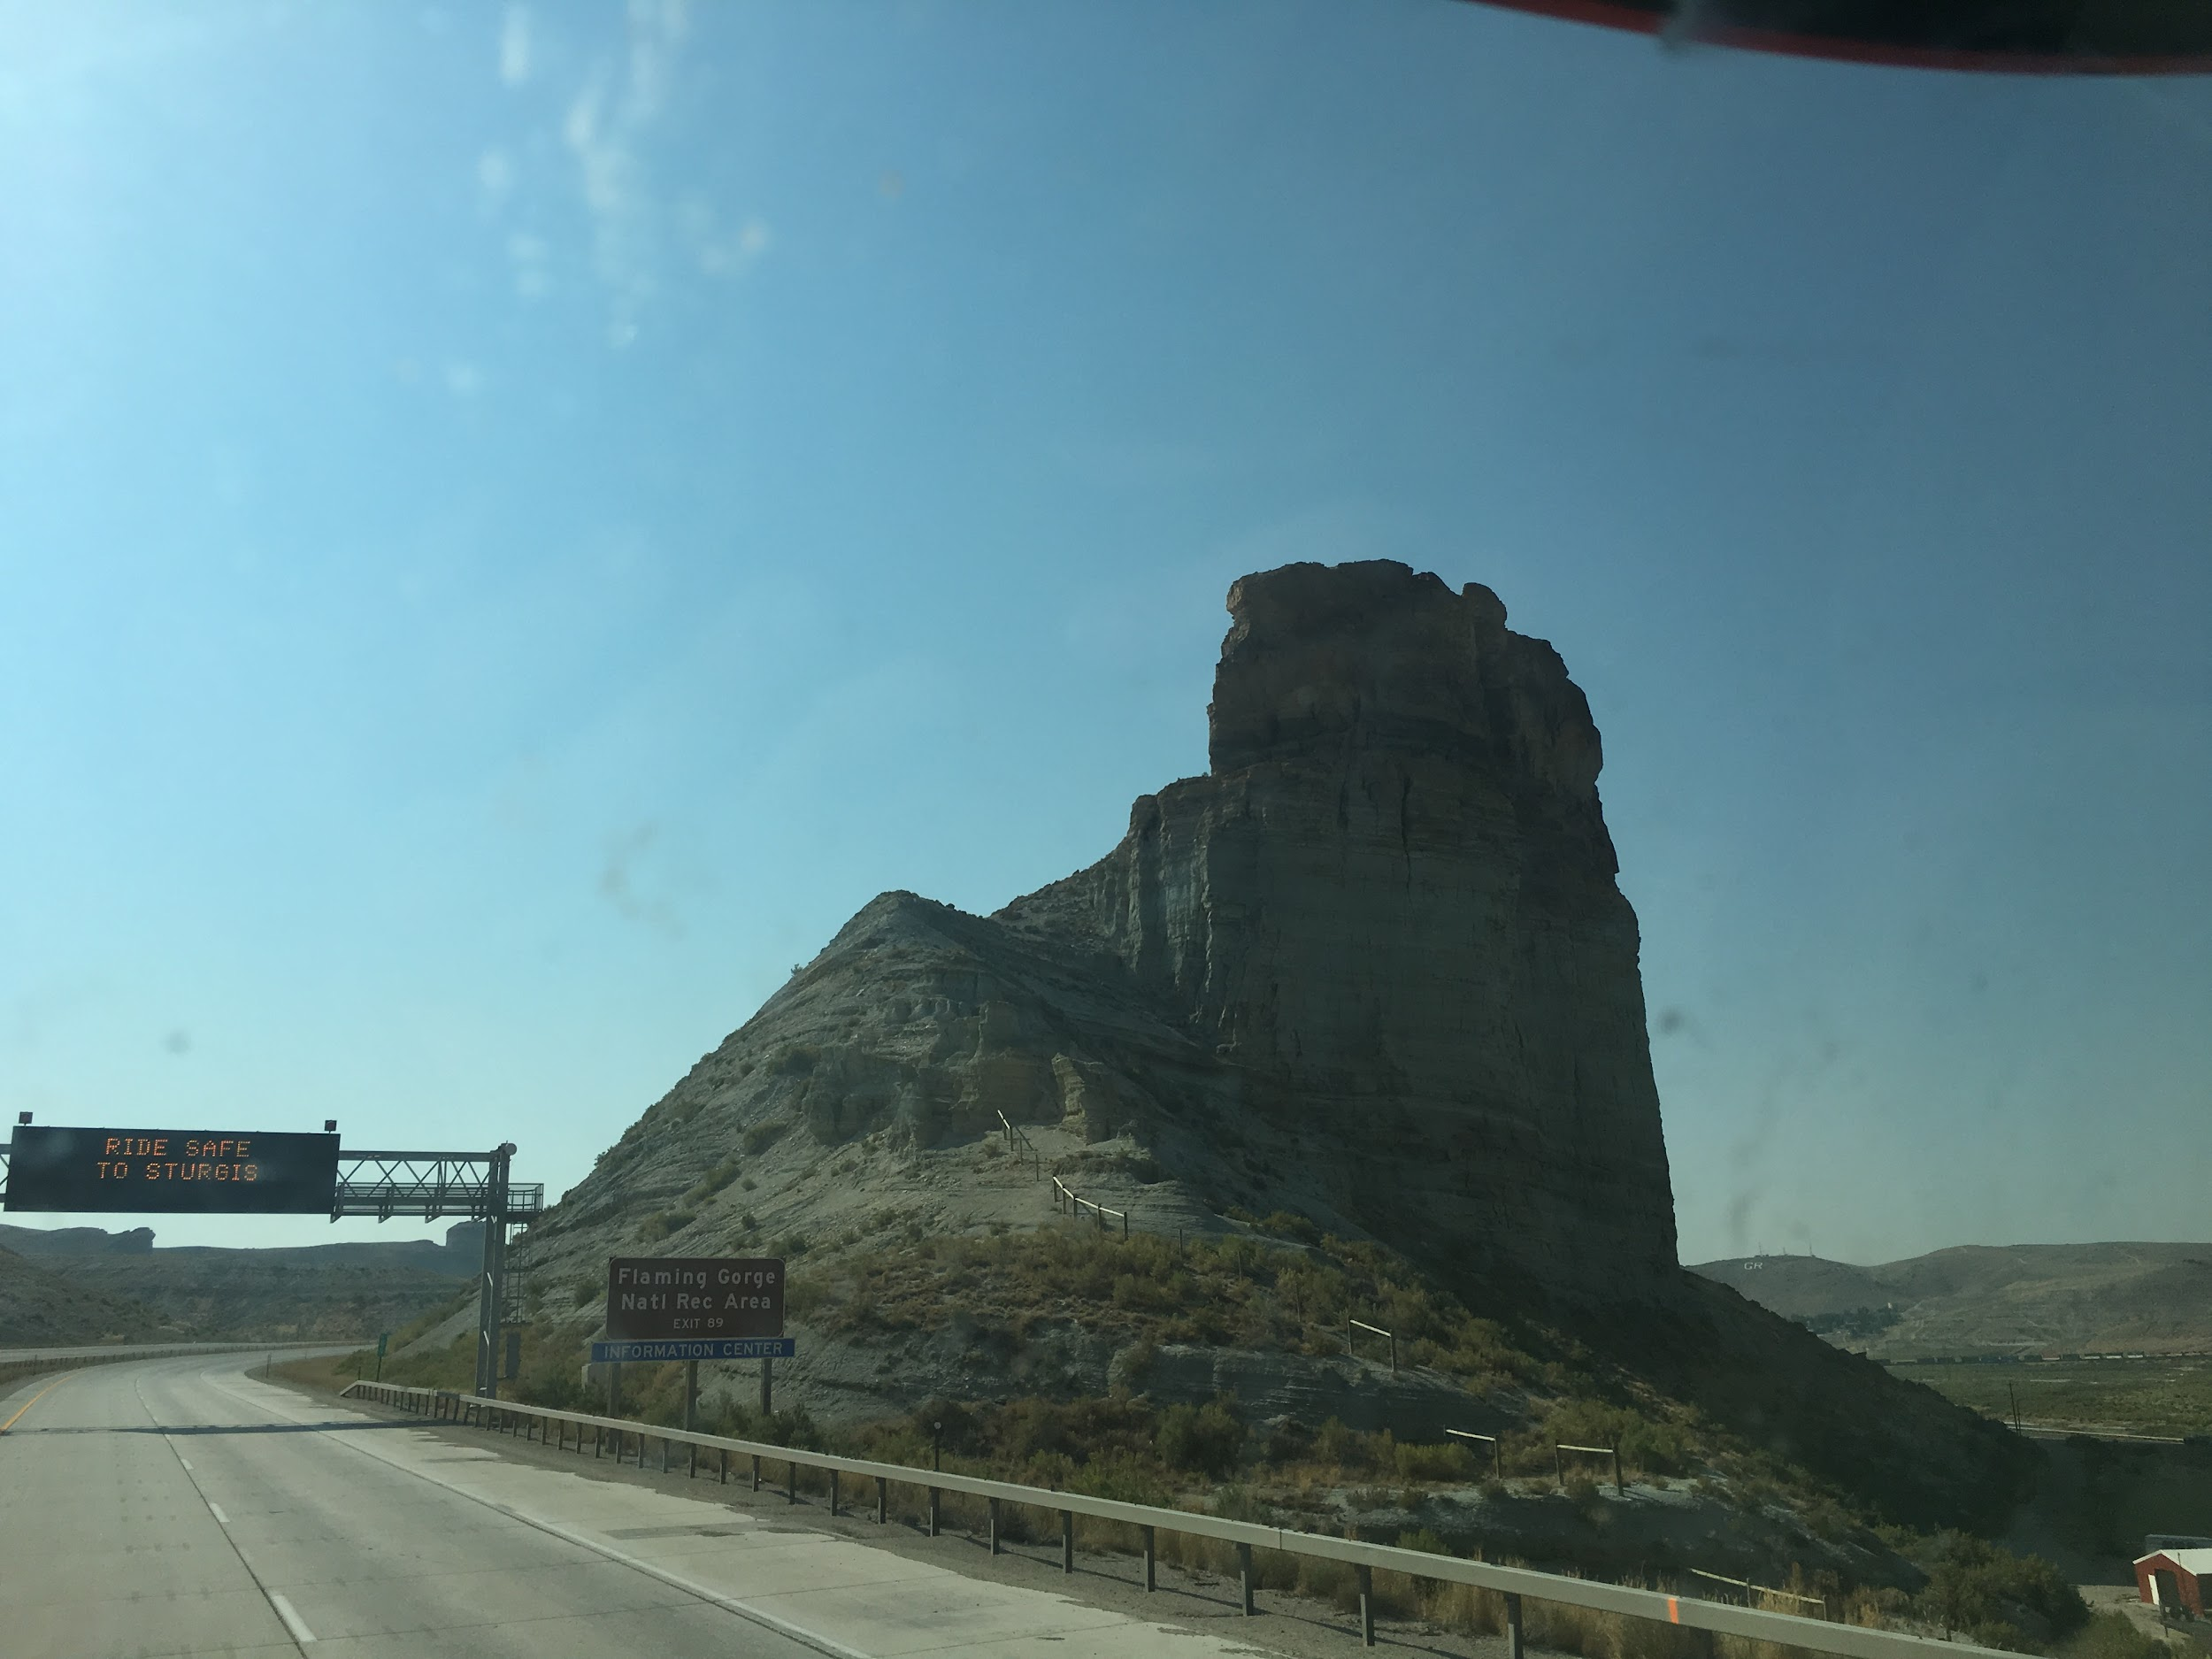 RIDE SAFE
TO STURGIS
Flaming Gorge
Natl Rec Area
EXIT 89
INFORMATION CENTER
GR